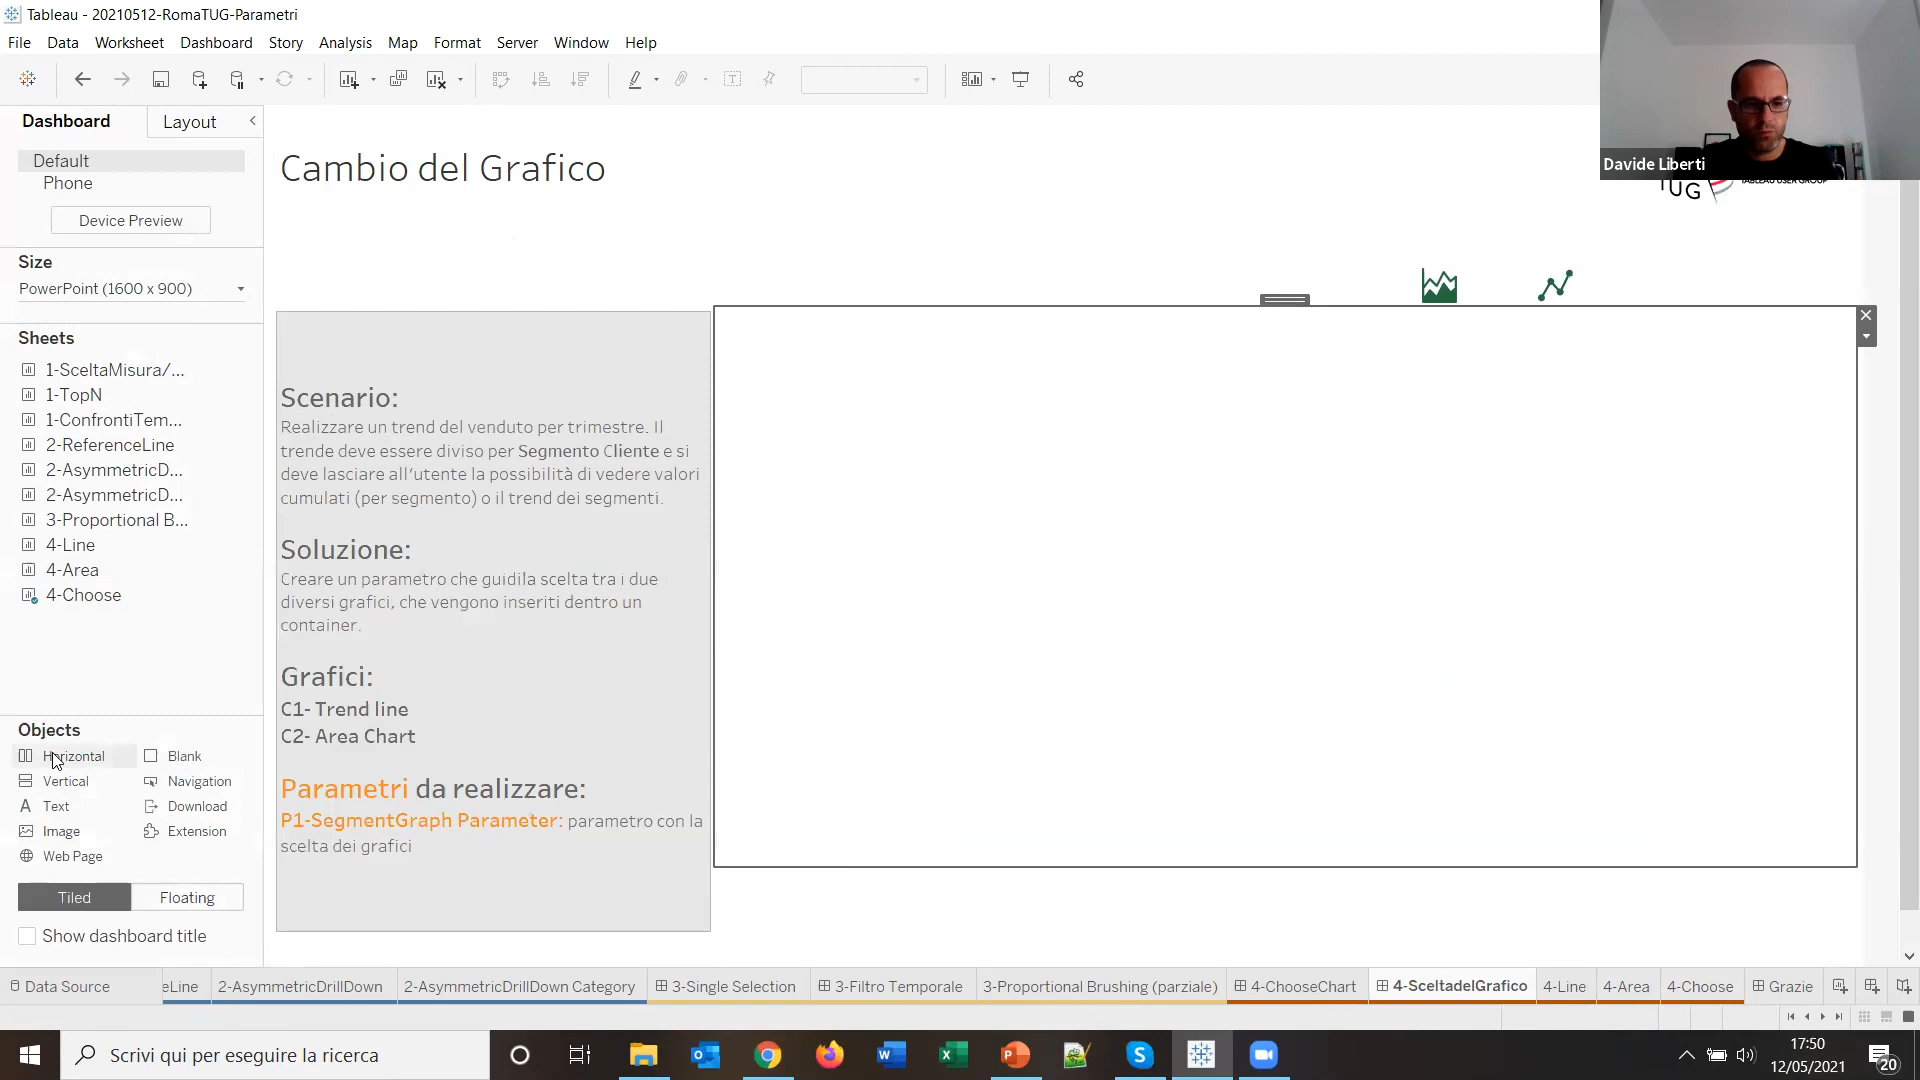 Tableau - 20210512-RomaTUG-Parametri
File Data Worksheet Dashboard Story Analysis Map Format Server Window Help
Dashboard Layout
Default
Phone
Device Preview
Size
PowerPoint (1600 x 900)
Sheets
1-SceltaMisura/...
1-TopN
1-ConfrontiTem...
2-ReferenceLine
2-AsymmetricD...
2-AsymmetricD...
3-Proportional B...
4-Line
4-Area
4-Choose
Objects
Horizontal Blank
Vertical Navigation
Text Download
Image Extension
Web Page
Tiled Floating
Show dashboard title
Cambio del Grafico
Davide Liberti
TUG TABLEAU USER GROUP
Scenario:
Realizzare un trend del venduto per trimestre. Il
trende deve essere diviso per Segmento Cliente e si
deve lasciare all'utente la possibilità di vedere valori
cumulati (per segmento) o il trend dei segmenti.
Soluzione:
Creare un parametro che guidila scelta tra i due
diversi grafici, che vengono inseriti dentro un
container.
Grafici:
C1- Trend line
C2- Area Chart
Parametri da realizzare:
P1-SegmentGraph Parameter: parametro con la
scelta dei grafici
Data Source eLine 2-AsymmetricDrillDown 2-AsymmetricDrillDown Category 3-Single Selection 3-Filtro Temporale 3-Proportional Brushing (parziale) 4-ChooseChart 4-SceltadelGrafico 4-Line 4-Area 4-Choose Grazie
Scrivi qui per eseguire la ricerca
17:50
12/05/2021
20